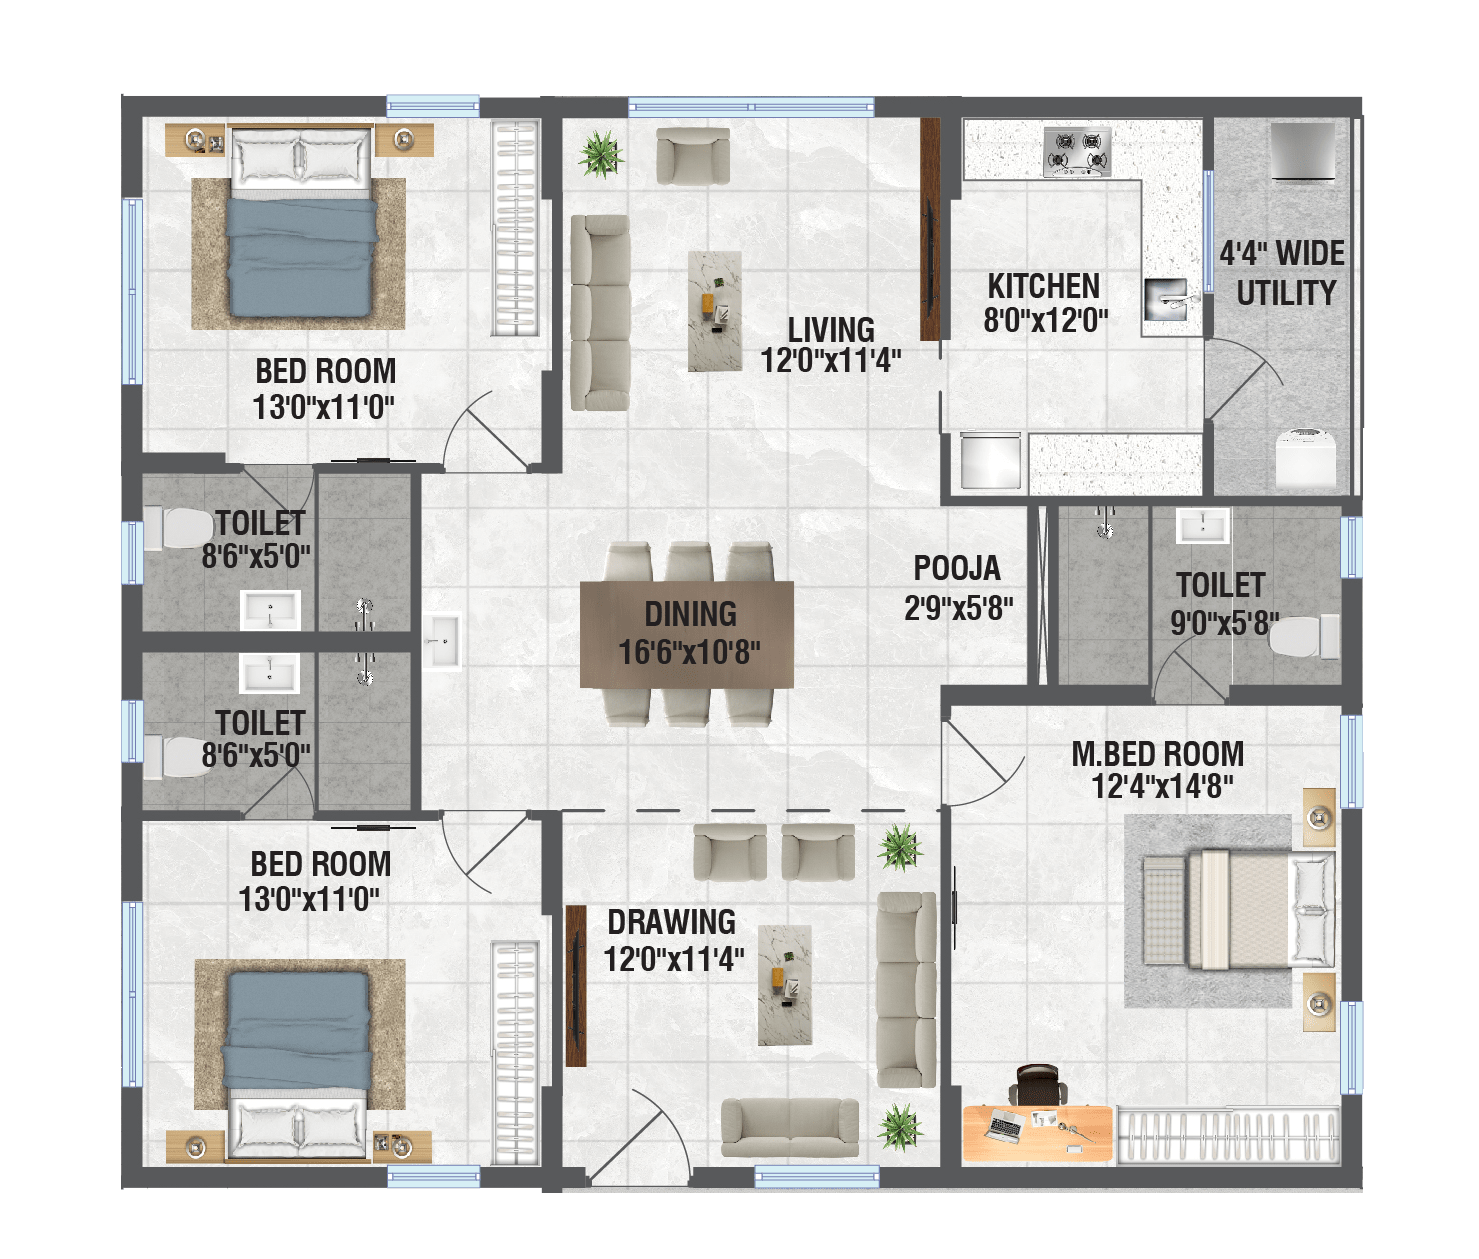 BED ROOM
13'0"x11'0"
LIVING
12'0"x11'4"
KITCHEN
8'0"x12'0"
4'4" WIDE
UTILITY
TOILET
8'6"x5'0"
DINING
16'6"x10'8"
POOJA
2'9"x5'8"
TOILET
9'0"x5'8"
TOILET
8'6"x5'0"
M.BED ROOM
12'4"x14'8"
BED ROOM
13'0"x11'0"
DRAWING
12'0"x11'4"